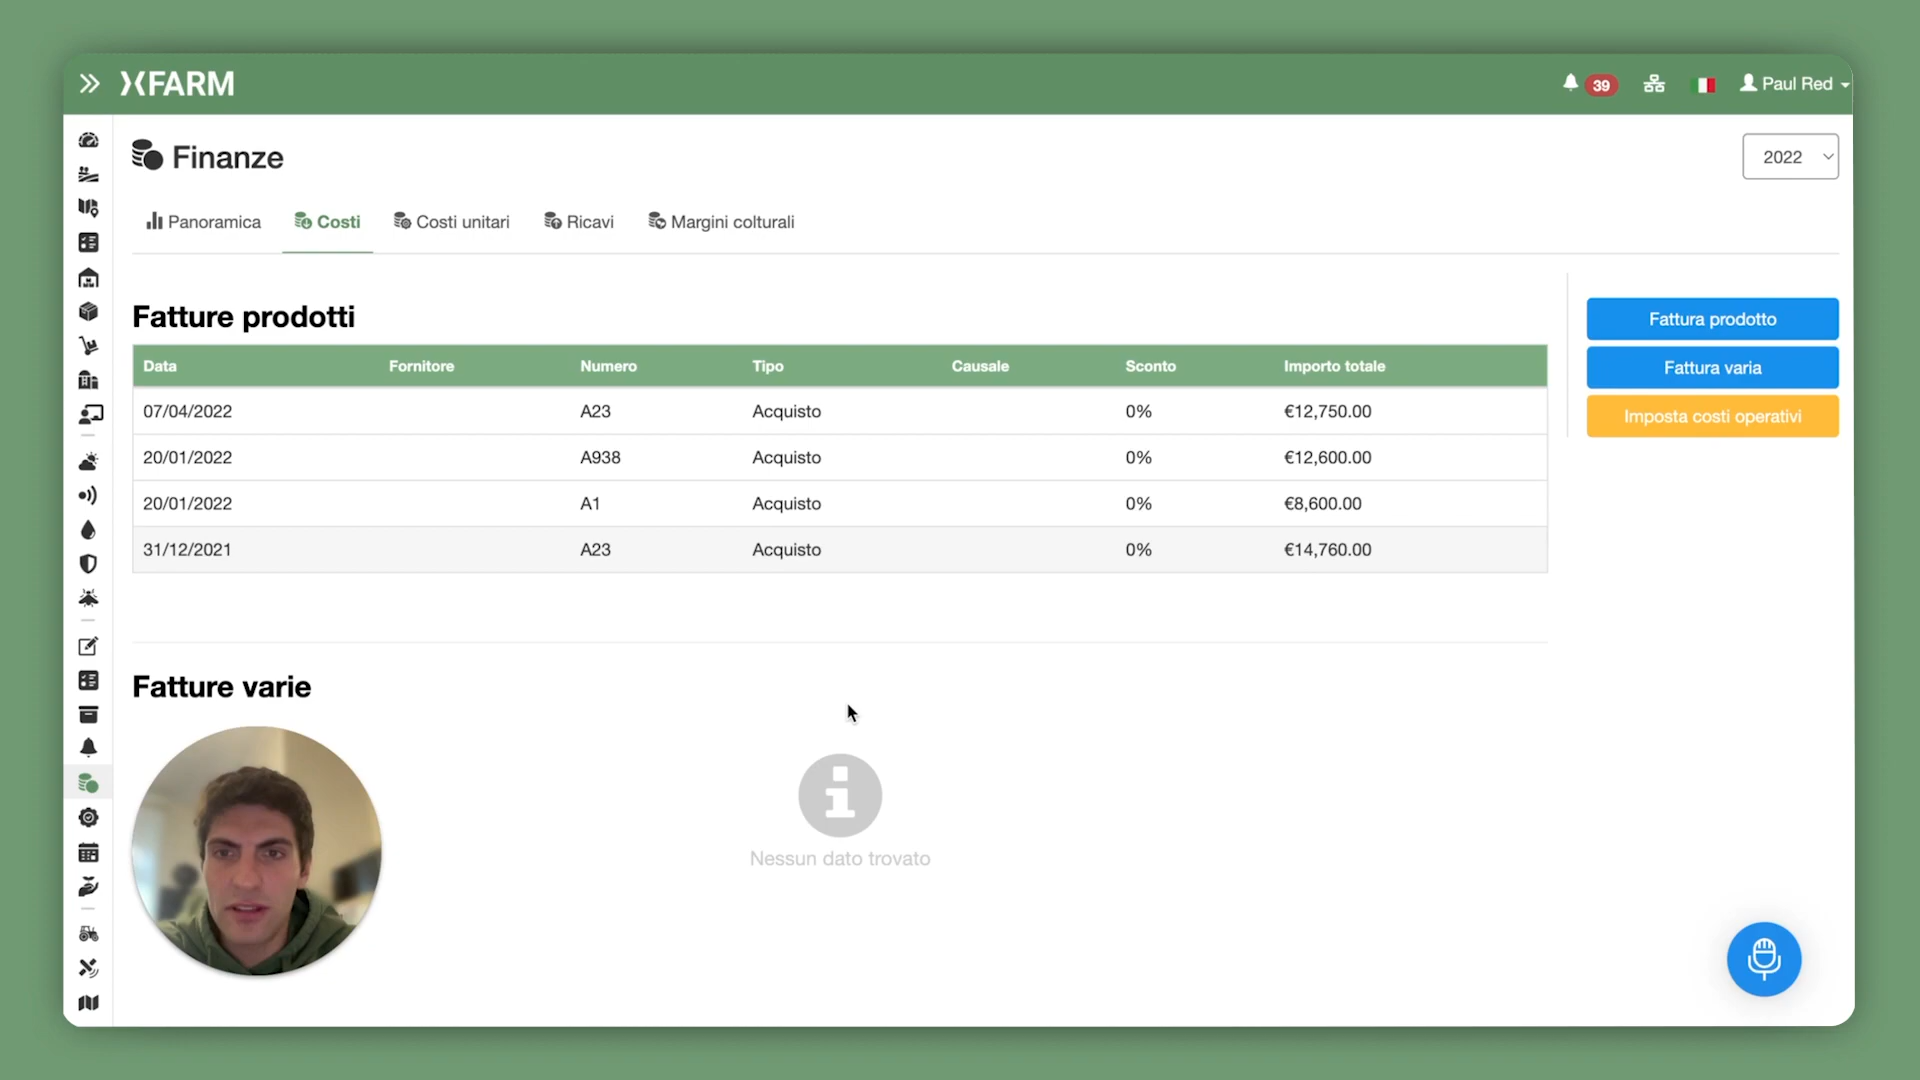 XFARM
39
Paul Red
Finanze
2022
Panoramica
Costi
Costi unitari
Ricavi
Margini colturali
Fatture prodotti
Data Fornitore Numero Tipo Causale Sconto Importo totale
07/04/2022 A23 Acquisto 0% €12,750.00
20/01/2022 A938 Acquisto 0% €12,600.00
20/01/2022 A1 Acquisto 0% €8,600.00
31/12/2021 A23 Acquisto 0% €14,760.00
Fattura prodotto
Fattura varia
Imposta costi operativi
Fatture varie
Nessun dato trovato